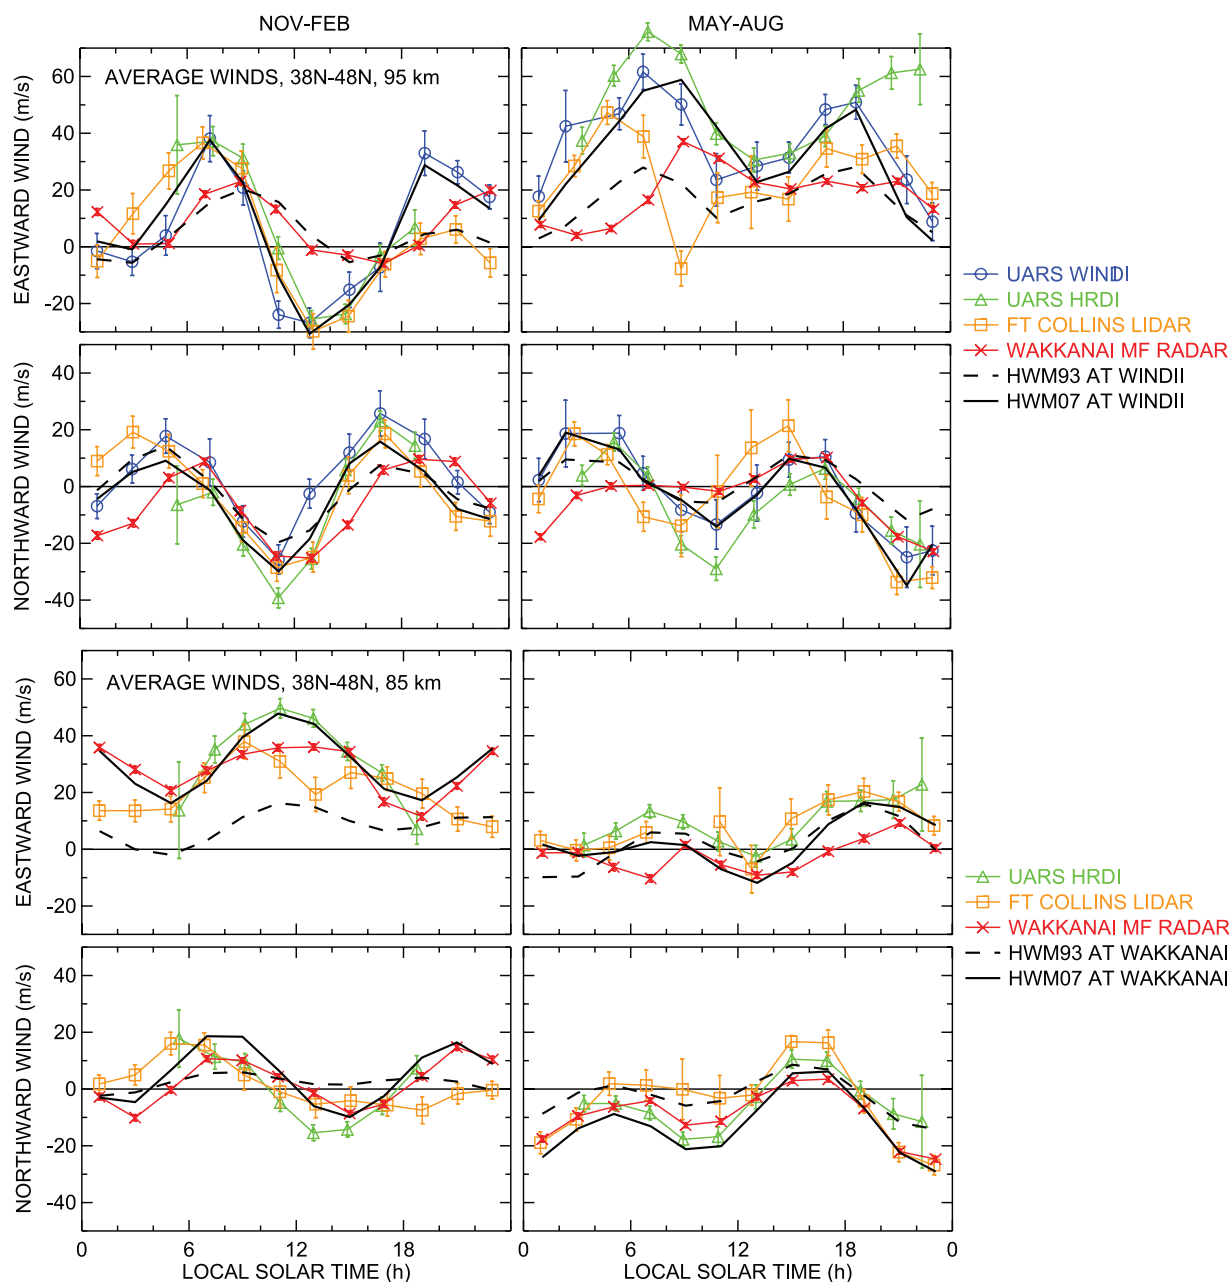 NOV-FEB
MAY-AUG
AVERAGE WINDS, 38N-48N, 95 km
EASTWARD WIND (m/s)
60
40
20
0
-20
UARS WINDII
UARS HRDI
FT COLLINS LIDAR
WAKKANAI MF RADAR
HWM93 AT WINDII
HWM07 AT WINDII
NORTHWARD WIND (m/s)
40
20
0
-20
-40
AVERAGE WINDS, 38N-48N, 85 km
EASTWARD WIND (m/s)
60
40
20
0
-20
UARS HRDI
FT COLLINS LIDAR
WAKKANAI MF RADAR
HWM93 AT WAKKANAI
HWM07 AT WAKKANAI
NORTHWARD WIND (m/s)
40
20
0
-20
-40
0 6 12 18 6 12 18 0
LOCAL SOLAR TIME (h)
LOCAL SOLAR TIME (h)